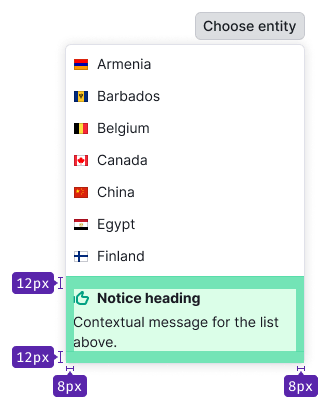 Choose entity
Armenia
Barbados
Belgium
Canada
China
Egypt
Finland
12px
Notice heading
Contextual message for the list
above.
12px
8px
8px